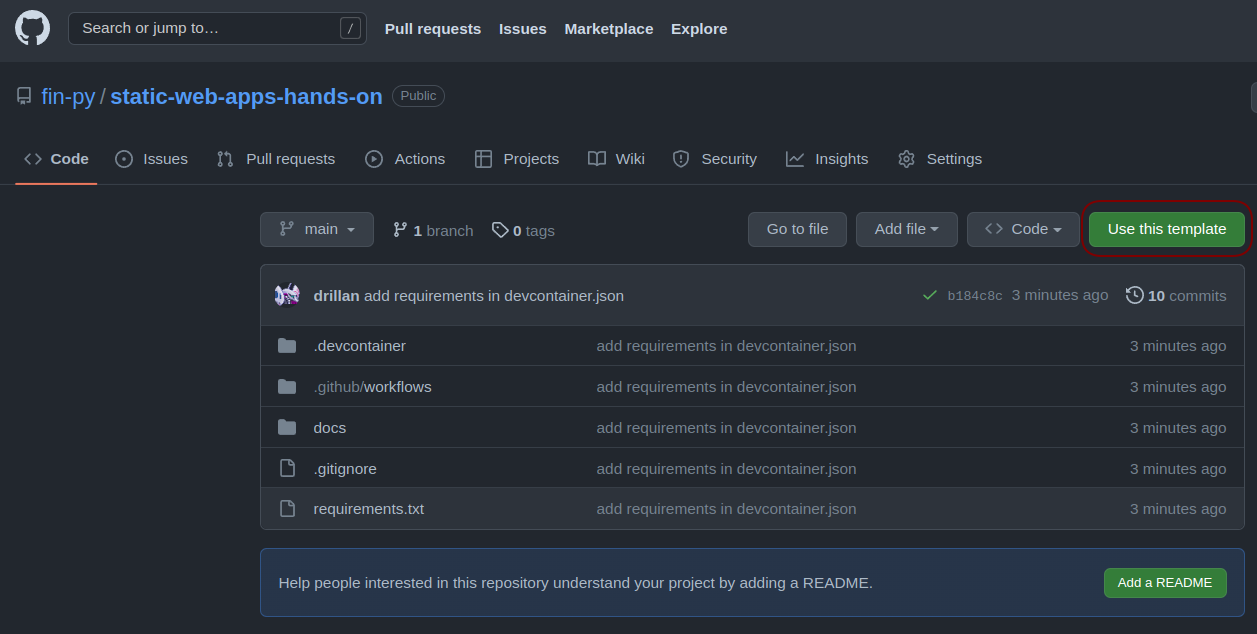 Search or jump to… / Pull requests Issues Marketplace Explore
fin-py / static-web-apps-hands-on Public
Code Issues Pull requests Actions Projects Wiki Security Insights Settings
main 1 branch 0 tags Go to file Add file Code Use this template
drillan add requirements in devcontainer.json b184c8c 3 minutes ago 10 commits
.devcontainer add requirements in devcontainer.json 3 minutes ago
.github/workflows add requirements in devcontainer.json 3 minutes ago
docs add requirements in devcontainer.json 3 minutes ago
.gitignore add requirements in devcontainer.json 3 minutes ago
requirements.txt add requirements in devcontainer.json 3 minutes ago
Help people interested in this repository understand your project by adding a README. Add a README